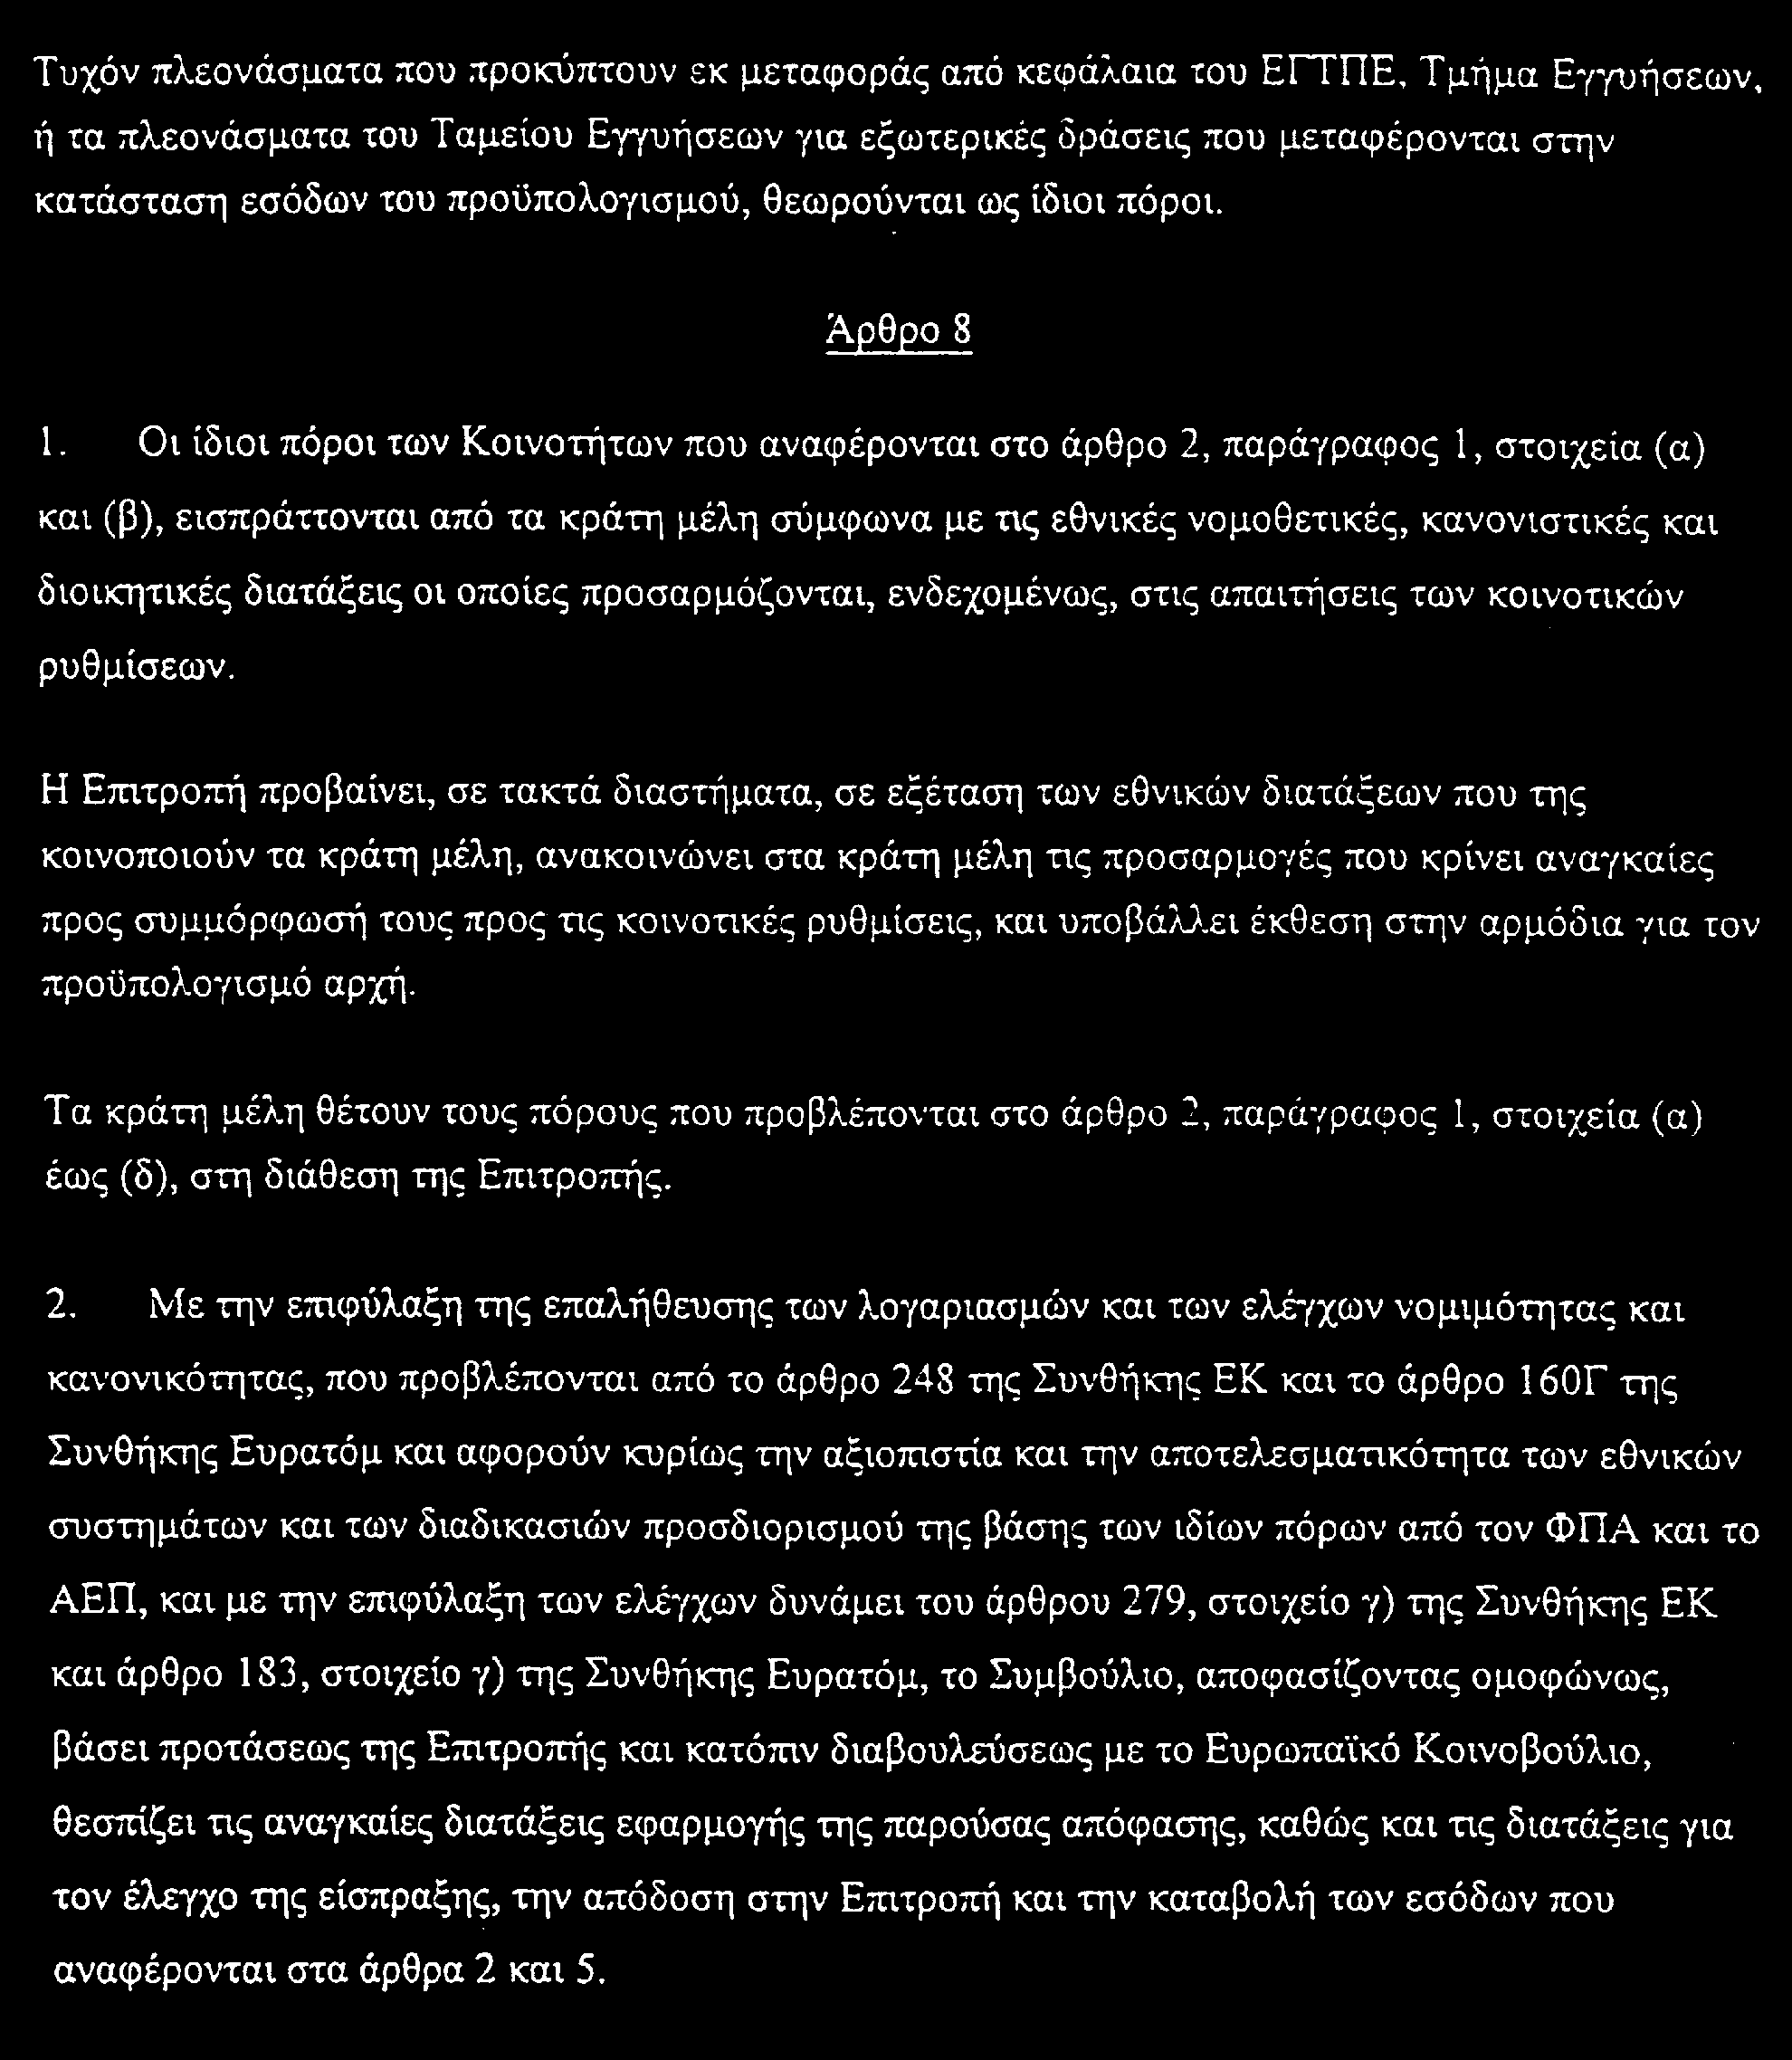 Τυχόν πλεονάσματα που προκύπτουν εκ μεταφοράς από κεφάλαια του ΕΓΤΠΕ, Τμήμα Εγγυήσεων,
ή τα πλεονάσματα του Ταμείου Εγγυήσεων για εξωτερικές δράσεις που μεταφέρονται στην
κατάσταση εσόδων του προϋπολογισμού, θεωρούνται ως ίδιοι πόροι.
Άρθρο 8
1. Οι ίδιοι πόροι των Κοινοτήτων που αναφέρονται στο άρθρο 2, παράγραφος 1, στοιχεία (α)
και (β), εισπράττονται από τα κράτη μέλη σύμφωνα με τις εθνικές νομοθετικές, κανονιστικές και
διοικητικές διατάξεις οι οποίες προσαρμόζονται, ενδεχομένως, στις απαιτήσεις των κοινοτικών
ρυθμίσεων.
Η Επιτροπή προβαίνει, σε τακτά διαστήματα, σε εξέταση των εθνικών διατάξεων που της
κοινοποιούν τα κράτη μέλη, ανακοινώνει στα κράτη μέλη τις προσαρμογές που κρίνει αναγκαίες
προς συμμόρφωσή τους προς τις κοινοτικές ρυθμίσεις, και υποβάλλει έκθεση στην αρμόδια για τον
προϋπολογισμό αρχή.
Τα κράτη μέλη θέτουν τους πόρους που προβλέπονται στο άρθρο 2, παράγραφος 1, στοιχεία (α)
έως (δ), στη διάθεση της Επιτροπής.
2. Με την επιφύλαξη της επαλήθευσης των λογαριασμών και των ελέγχων νομιμότητας και
κανονικότητας, που προβλέπονται από το άρθρο 248 της Συνθήκης ΕΚ και το άρθρο 160Γ της
Συνθήκης Ευρατόμ και αφορούν κυρίως την αξιοπιστία και την αποτελεσματικότητα των εθνικών
συστημάτων και των διαδικασιών προσδιορισμού της βάσης των ιδίων πόρων από τον ΦΠΑ και το
ΑΕΠ, και με την επιφύλαξη των ελέγχων δυνάμει του άρθρου 279, στοιχείο γ) της Συνθήκης ΕΚ
και άρθρο 183, στοιχείο γ) της Συνθήκης Ευρατόμ, το Συμβούλιο, αποφασίζοντας ομοφώνως,
βάσει προτάσεως της Επιτροπής και κατόπιν διαβουλεύσεως με το Ευρωπαϊκό Κοινοβούλιο,
θεσπίζει τις αναγκαίες διατάξεις εφαρμογής της παρούσας απόφασης, καθώς και τις διατάξεις για
τον έλεγχο της είσπραξης, την απόδοση στην Επιτροπή και την καταβολή των εσόδων που
αναφέρονται στα άρθρα 2 και 5.